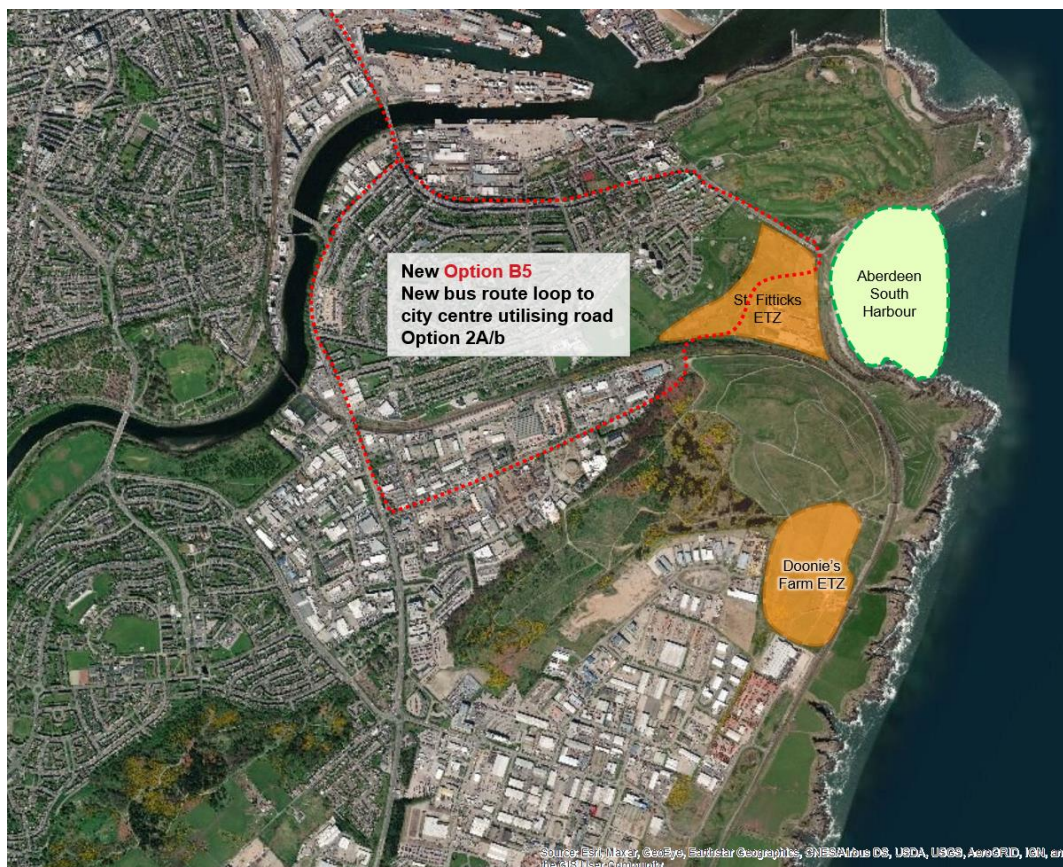 New Option B5
New bus route loop to
city centre utilising road
Option 2A/b
St. Fitticks
ETZ
Aberdeen
South
Harbour
Doonie's
Farm ETZ
Source: Esri, Maxar, GeoEye, Earthstar Geographics, CNES/Airbus DS, USDA, USGS, AeroGRID, IGN, and
the GIS User Community